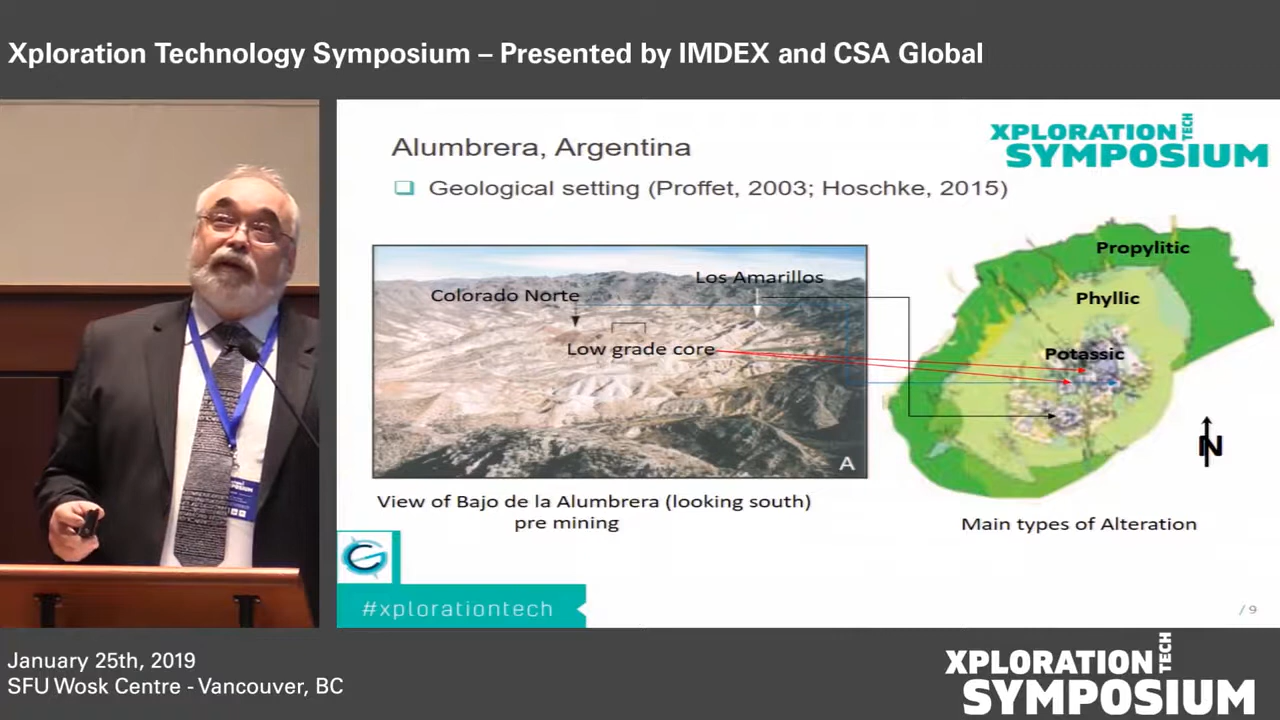 Xploration Technology Symposium – Presented by IMDEX and CSA Global
XPLORATION TECH
SYMPOSIUM
Alumbrera, Argentina
Geological setting (Proffet, 2003; Hoschke, 2015)
Colorado Norte
Los Amarillos
Low grade core
A
View of Bajo de la Alumbrera (looking south)
pre mining
Propylitic
Phyllic
Potassic
N
Main types of Alteration
#xplorationtech
/ 9
SYMPOSIUM
January 25th, 2019
SFU Wosk Centre - Vancouver, BC
XPLORATION TECH
SYMPOSIUM